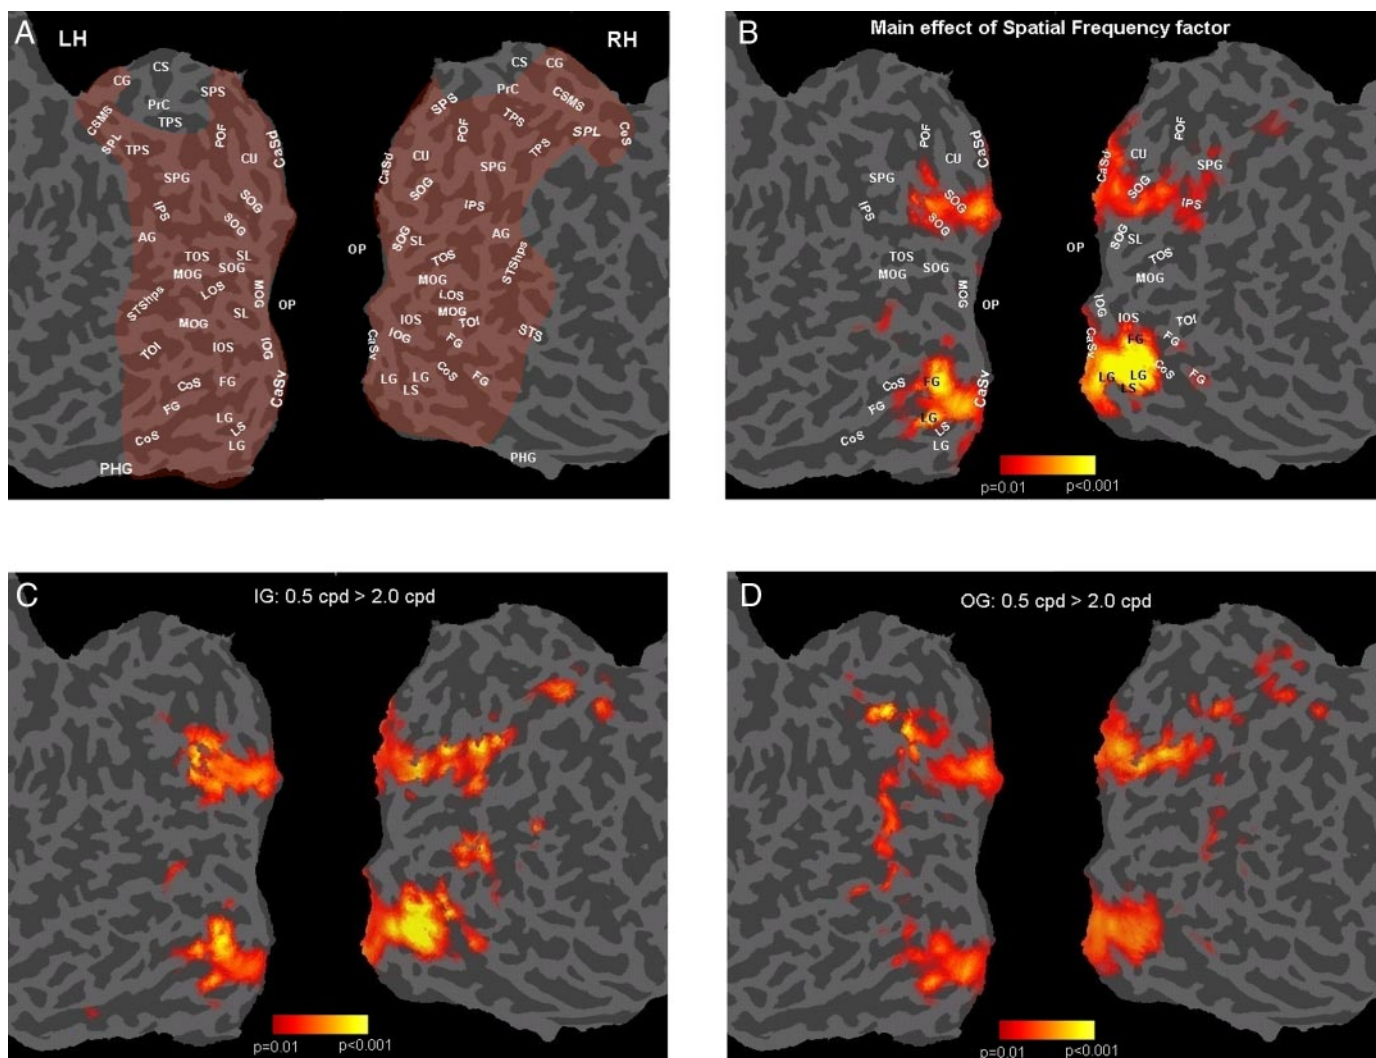 A
LH
RH
CS
CG
SPS
PrC
CSMS
TPS
SPL
TPS
POF
CaSd
CU
SPG
SOG
IPS
SOG
AG
TOS
SL
MOG
SOG
LOS
MOG
STShps
SL
MOG
TOI
IOS
IOG
CoS
FG
CaSv
FG
LG
CoS
LS
LG
PHG
OP
CS
CG
PrC
CSMS
SPS
TPS
POF
SPL
CeS
TPS
CU
SPG
CaSd
SOG
IPS
OP
SOG
SL
AG
TOS
STShps
MOG
LOS
MOG
IOS
TOI
STS
IOG
FG
CaSv
CoS
LG
LG
FG
LS
PHG
B
Main effect of Spatial Frequency factor
POF
CaSd
CU
SPG
SOG
IPS
SOG
TOS
MOG
SOG
MOG
OP
CoS
FG
CaSv
FG
LG
LS
CoS
LG
POF
CaSd
CU
SPG
SOG
IPS
OP
SOG
SL
TOS
MOG
IOG
IOS
TOI
CaSv
FG
FG
CoS
LG
LG
FG
LS
p=0.01
p<0.001
C
IG: 0.5 cpd > 2.0 cpd
p=0.01
p<0.001
D
OG: 0.5 cpd > 2.0 cpd
p=0.01
p<0.001